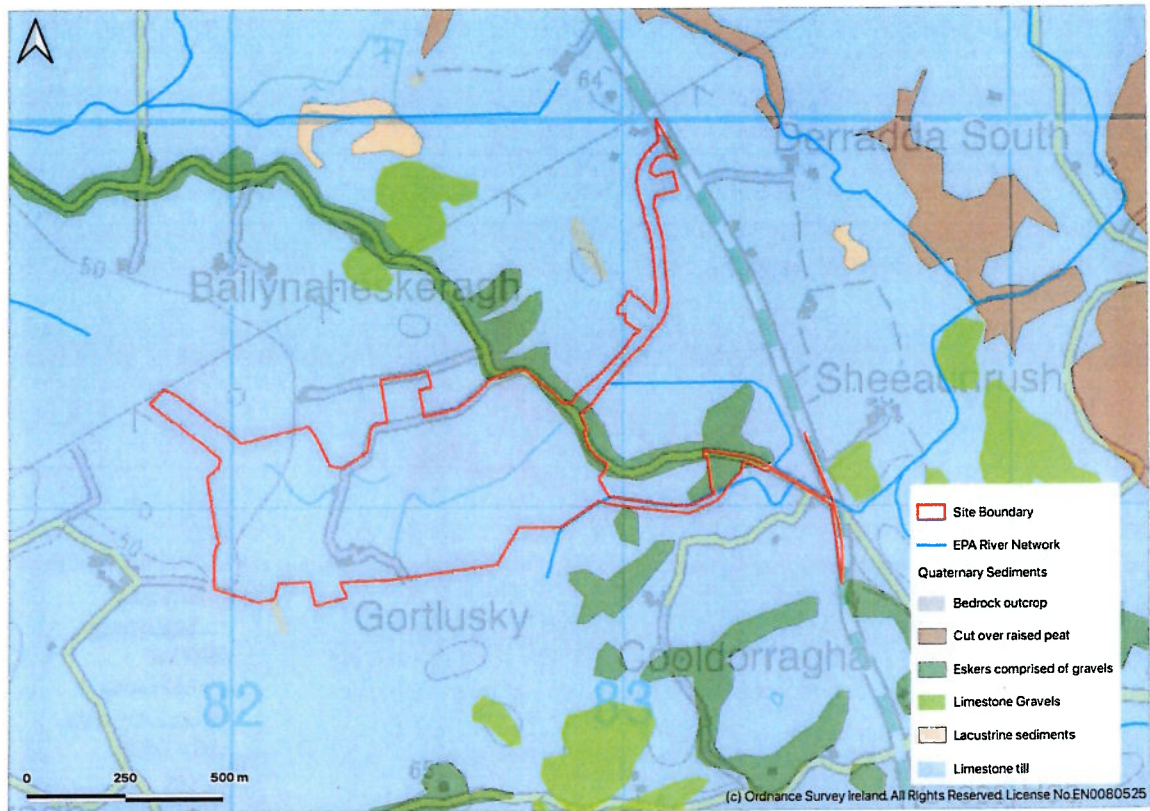 64
Derradda South
50
Ballynaheskeragh
Sheeaunrush
50
Gortlusky
Cooldorragha
82
83
65
Site Boundary
EPA River Network
Quaternary Sediments
Bedrock outcrop
Cut over raised peat
Eskers comprised of gravels
Limestone Gravels
Lacustrine sediments
Limestone till
0 250 500 m
(c) Ordnance Survey Ireland. All Rights Reserved. License No.EN0080525